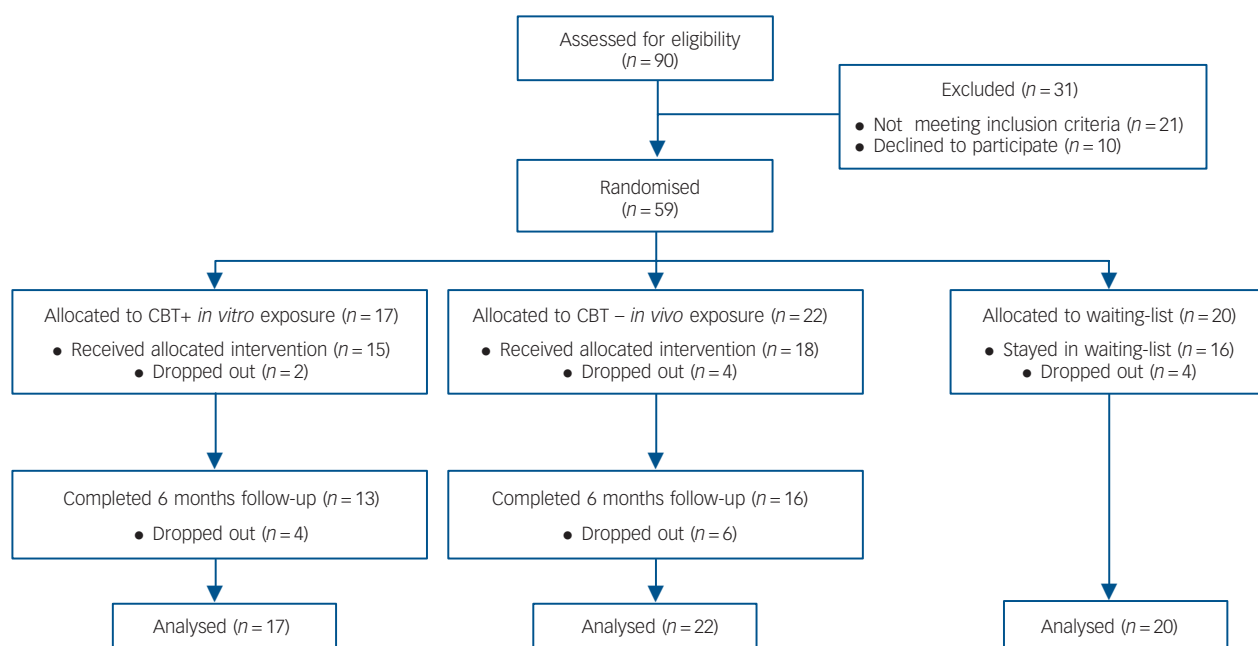 Assessed for eligibility
(n = 90)
Excluded (n = 31)
● Not meeting inclusion criteria (n = 21)
● Declined to participate (n = 10)
Randomised
(n = 59)
Allocated to CBT+ in vitro exposure (n = 17)
● Received allocated intervention (n = 15)
● Dropped out (n = 2)
Allocated to CBT – in vivo exposure (n = 22)
● Received allocated intervention (n = 18)
● Dropped out (n = 4)
Allocated to waiting-list (n = 20)
● Stayed in waiting-list (n = 16)
● Dropped out (n = 4)
Completed 6 months follow-up (n = 13)
● Dropped out (n = 4)
Completed 6 months follow-up (n = 16)
● Dropped out (n = 6)
Analysed (n = 17)
Analysed (n = 22)
Analysed (n = 20)